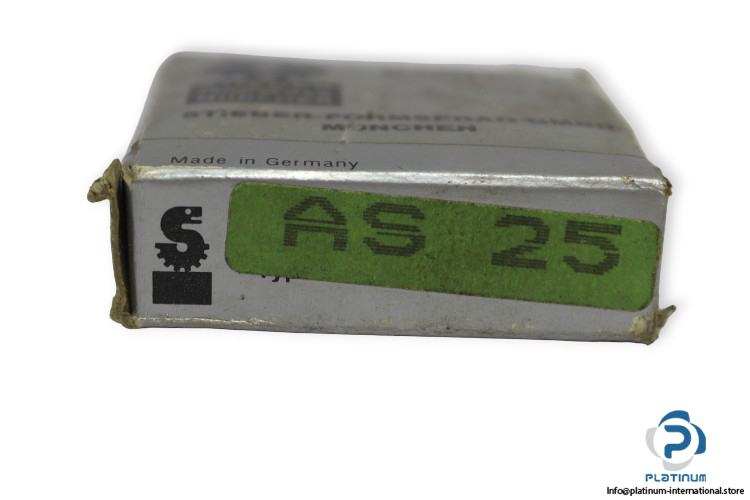 STIEBER-FORMSPRAG-GMBH
MÜNCHEN
Made in Germany
AS 25
PLATINUM
Info@platinum-international.store